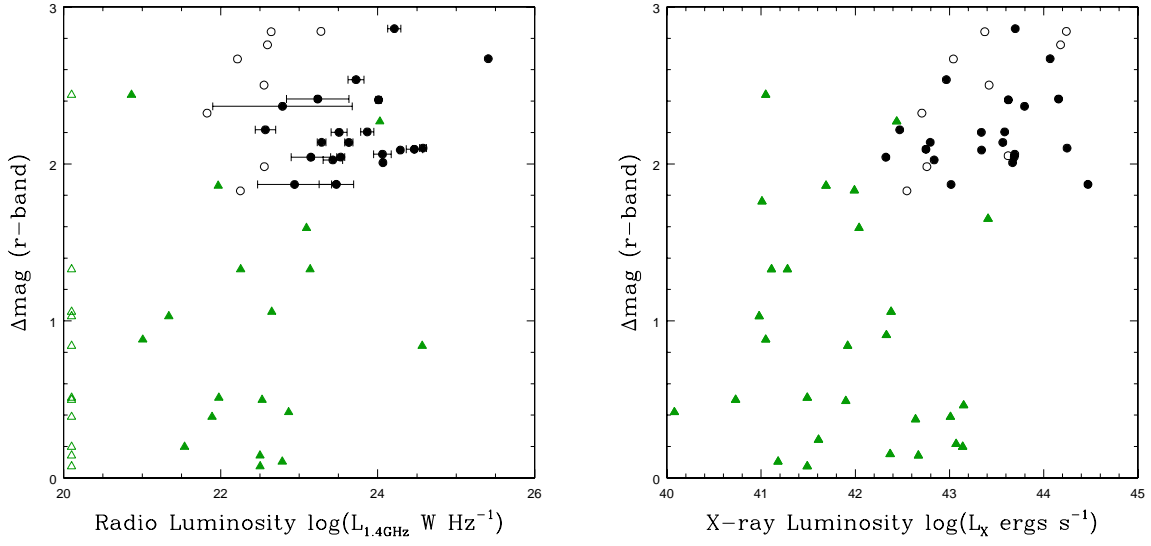 3
2
1
0
Δmag (r-band)
20 22 24 26
Radio Luminosity log(L1.4GHz W Hz−1)
3
2
1
0
Δmag (r-band)
40 41 42 43 44 45
X-ray Luminosity log(LX ergs s−1)